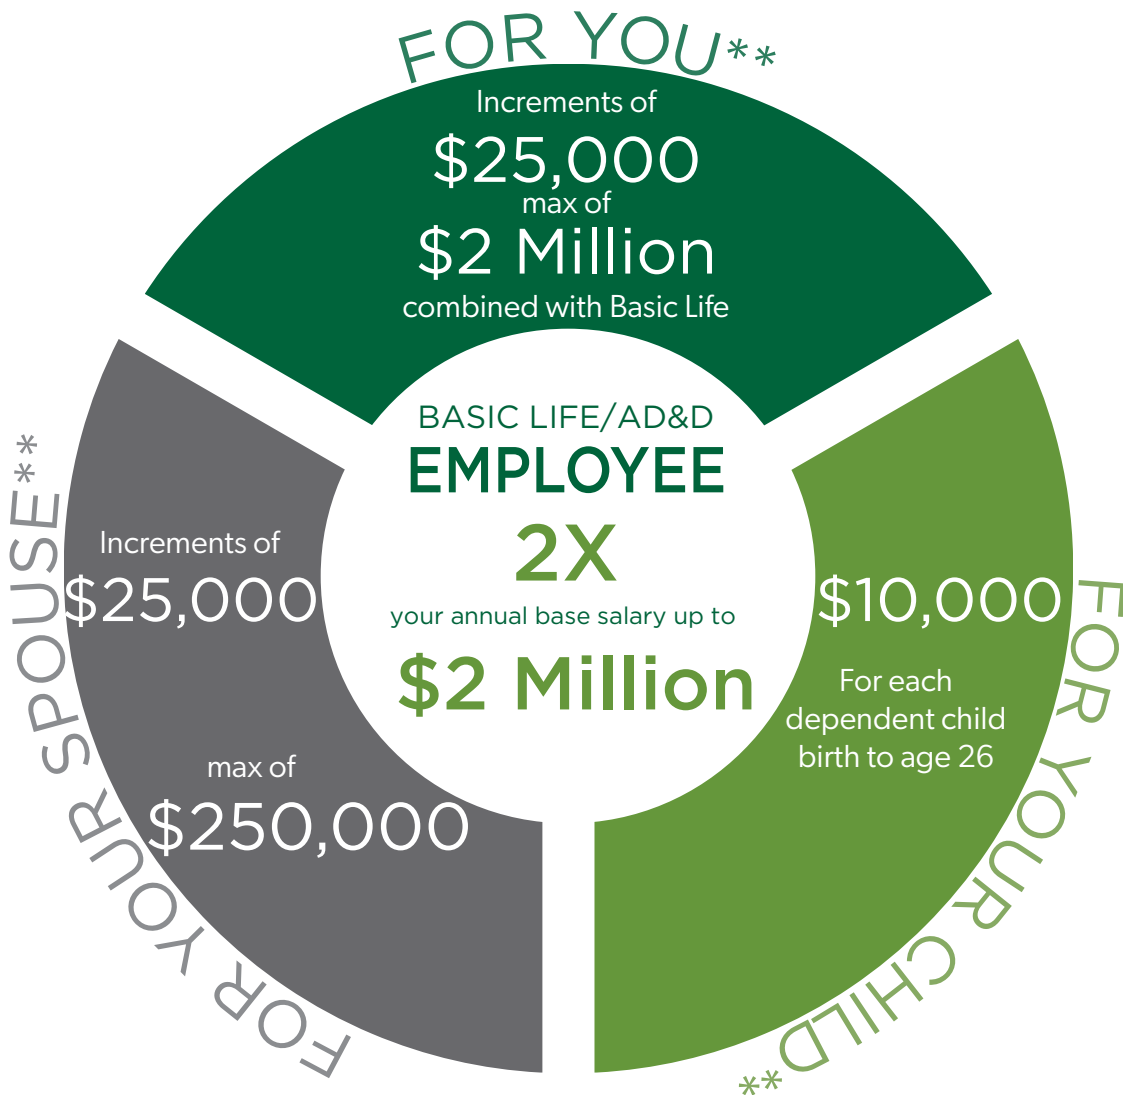 FOR YOU**
Increments of
$25,000
max of
$2 Million
combined with Basic Life
BASIC LIFE/AD&D
EMPLOYEE
2X
your annual base salary up to
$2 Million
FOR YOUR SPOUSE**
Increments of
$25,000
max of
$250,000
FOR YOUR CHILD**
$10,000
For each
dependent child
birth to age 26